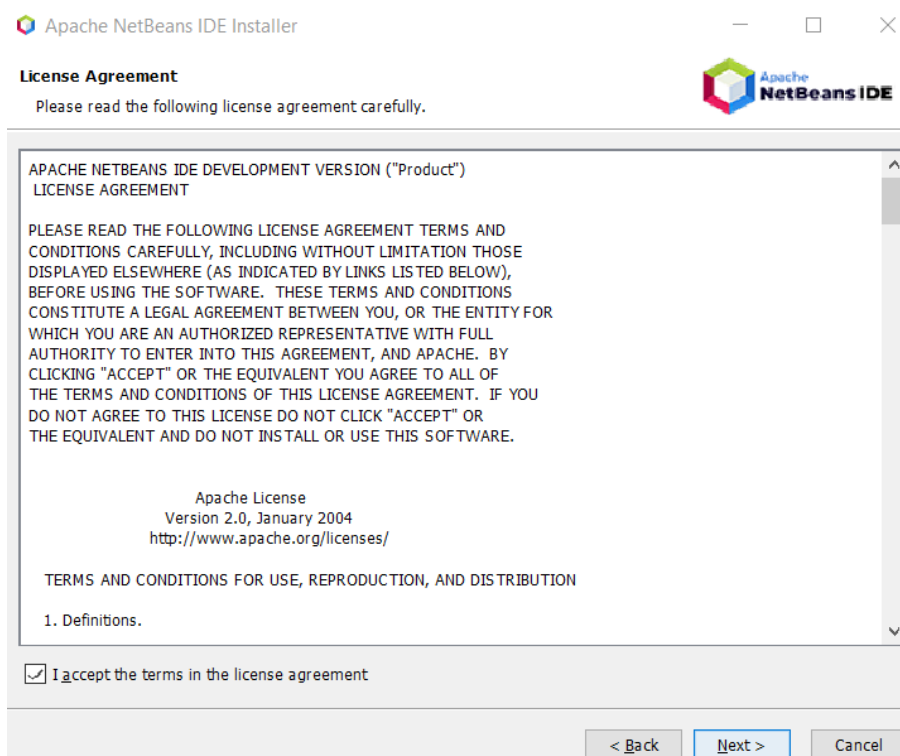 Apache NetBeans IDE Installer
License Agreement
Please read the following license agreement carefully.
Apache
NetBeans IDE
APACHE NETBEANS IDE DEVELOPMENT VERSION ("Product")
LICENSE AGREEMENT
PLEASE READ THE FOLLOWING LICENSE AGREEMENT TERMS AND
CONDITIONS CAREFULLY, INCLUDING WITHOUT LIMITATION THOSE
DISPLAYED ELSEWHERE (AS INDICATED BY LINKS LISTED BELOW),
BEFORE USING THE SOFTWARE.  THESE TERMS AND CONDITIONS
CONSTITUTE A LEGAL AGREEMENT BETWEEN YOU, OR THE ENTITY FOR
WHICH YOU ARE AN AUTHORIZED REPRESENTATIVE WITH FULL
AUTHORITY TO ENTER INTO THIS AGREEMENT, AND APACHE.  BY
CLICKING "ACCEPT" OR THE EQUIVALENT YOU AGREE TO ALL OF
THE TERMS AND CONDITIONS OF THIS LICENSE AGREEMENT.  IF YOU
DO NOT AGREE TO THIS LICENSE DO NOT CLICK "ACCEPT" OR
THE EQUIVALENT AND DO NOT INSTALL OR USE THIS SOFTWARE.
Apache License
Version 2.0, January 2004
http://www.apache.org/licenses/
TERMS AND CONDITIONS FOR USE, REPRODUCTION, AND DISTRIBUTION
1. Definitions.
I accept the terms in the license agreement
< Back
Next >
Cancel